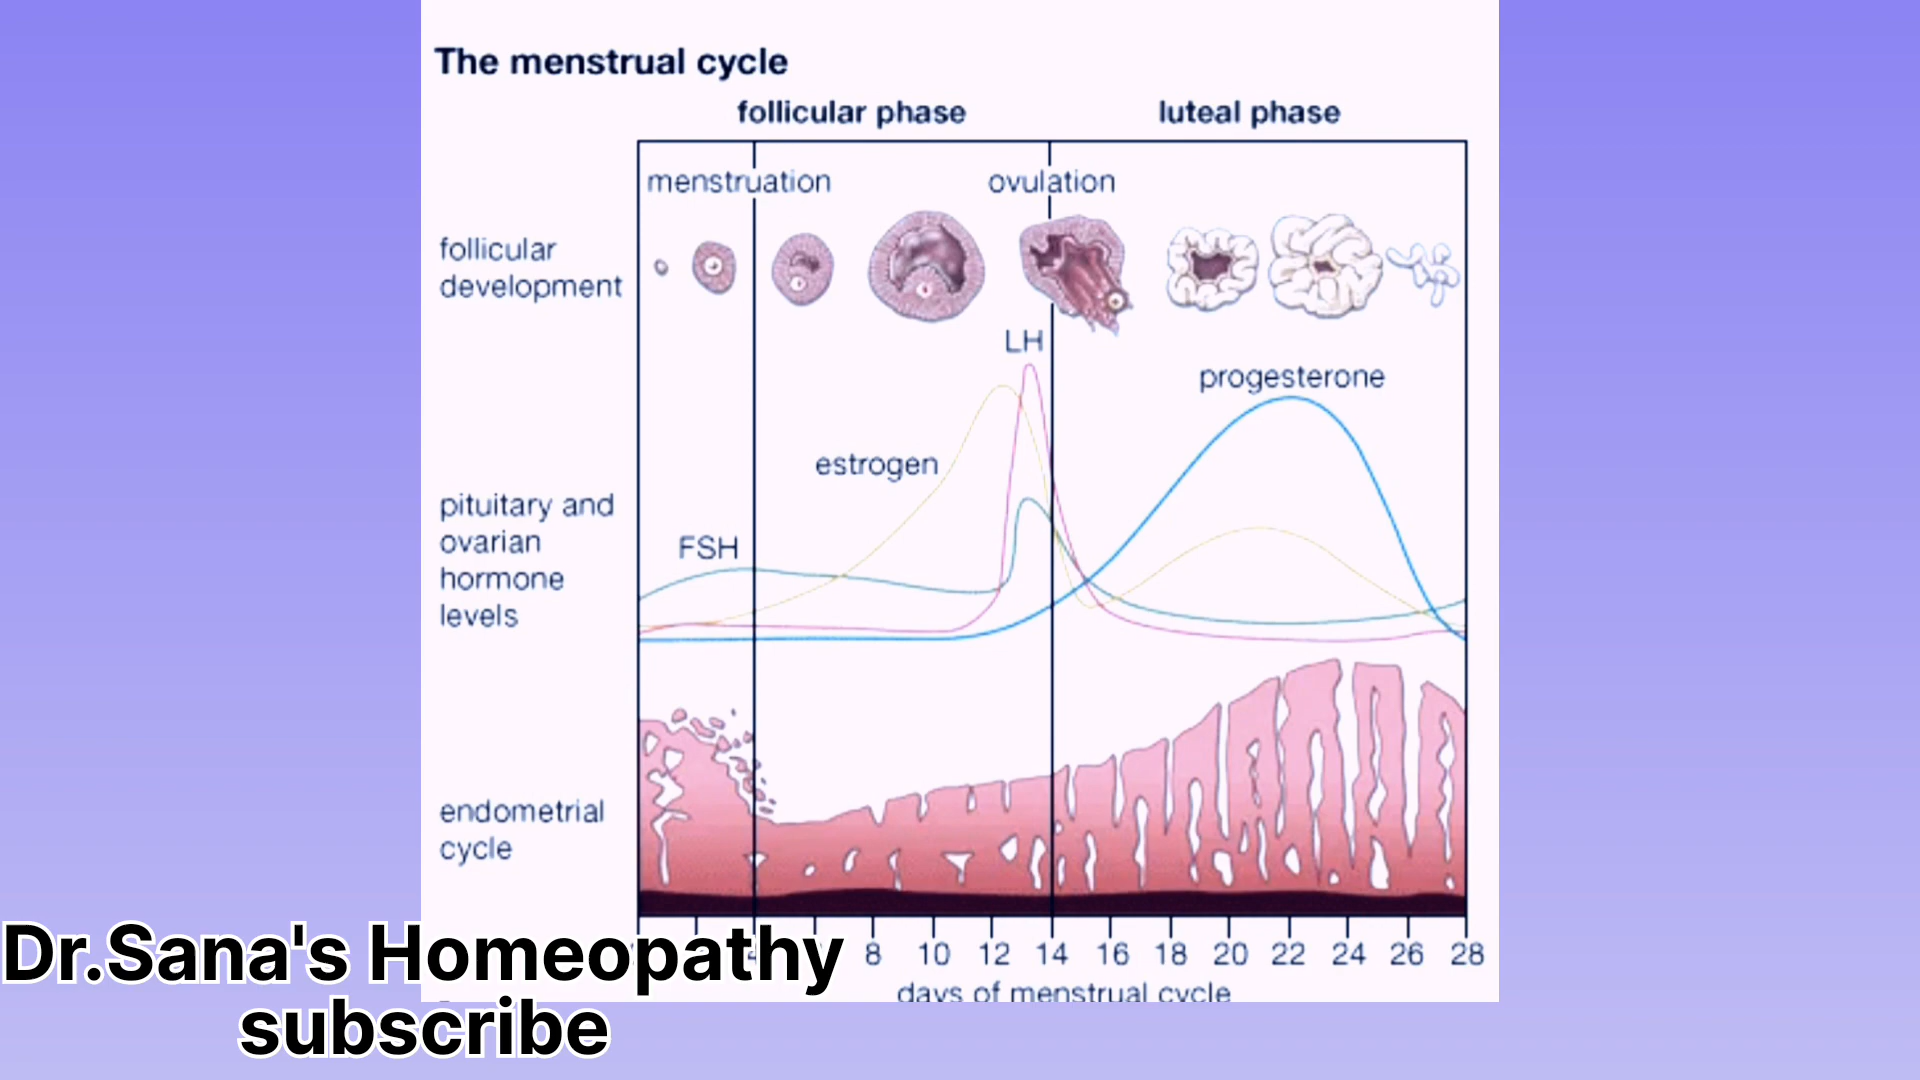 The menstrual cycle
follicular phase
luteal phase
menstruation
ovulation
follicular
development
LH
progesterone
estrogen
pituitary and
ovarian
hormone
levels
FSH
endometrial
cycle
8 10 12 14 16 18 20 22 24 26 28
days of menstrual cycle
Dr.Sana's Homeopathy
subscribe